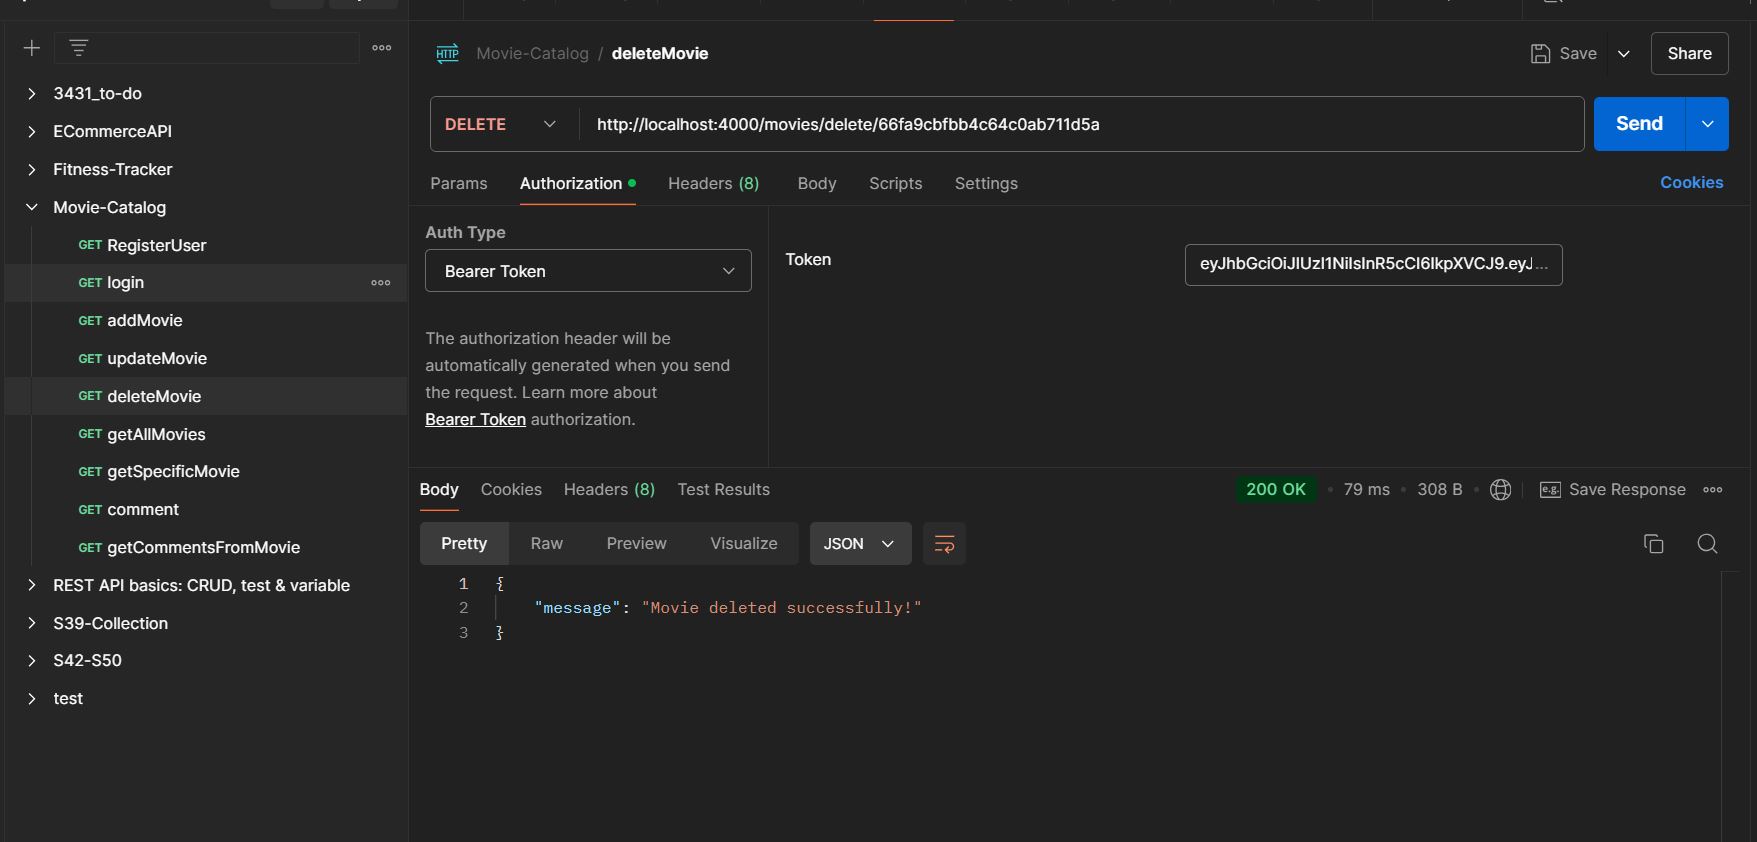 3431_to-do
ECommerceAPI
Fitness-Tracker
Movie-Catalog
GET RegisterUser
GET login
GET addMovie
GET updateMovie
GET deleteMovie
GET getAllMovies
GET getSpecificMovie
GET comment
GET getCommentsFromMovie
REST API basics: CRUD, test & variable
S39-Collection
S42-S50
test
HTTP Movie-Catalog / deleteMovie
Save
Share
DELETE http://localhost:4000/movies/delete/66fa9cbfbb4c64c0ab711d5a
Send
Params Authorization Headers (8) Body Scripts Settings
Cookies
Auth Type
Bearer Token
The authorization header will be
automatically generated when you send
the request. Learn more about
Bearer Token authorization.
Token
eyJhbGciOiJIUzI1NiIsInR5cCI6IkpXVCJ9.eyJ...
Body Cookies Headers (8) Test Results
200 OK • 79 ms • 308 B •
e.g. Save Response
Pretty Raw Preview Visualize JSON
1 {
2 "message": "Movie deleted successfully!"
3 }